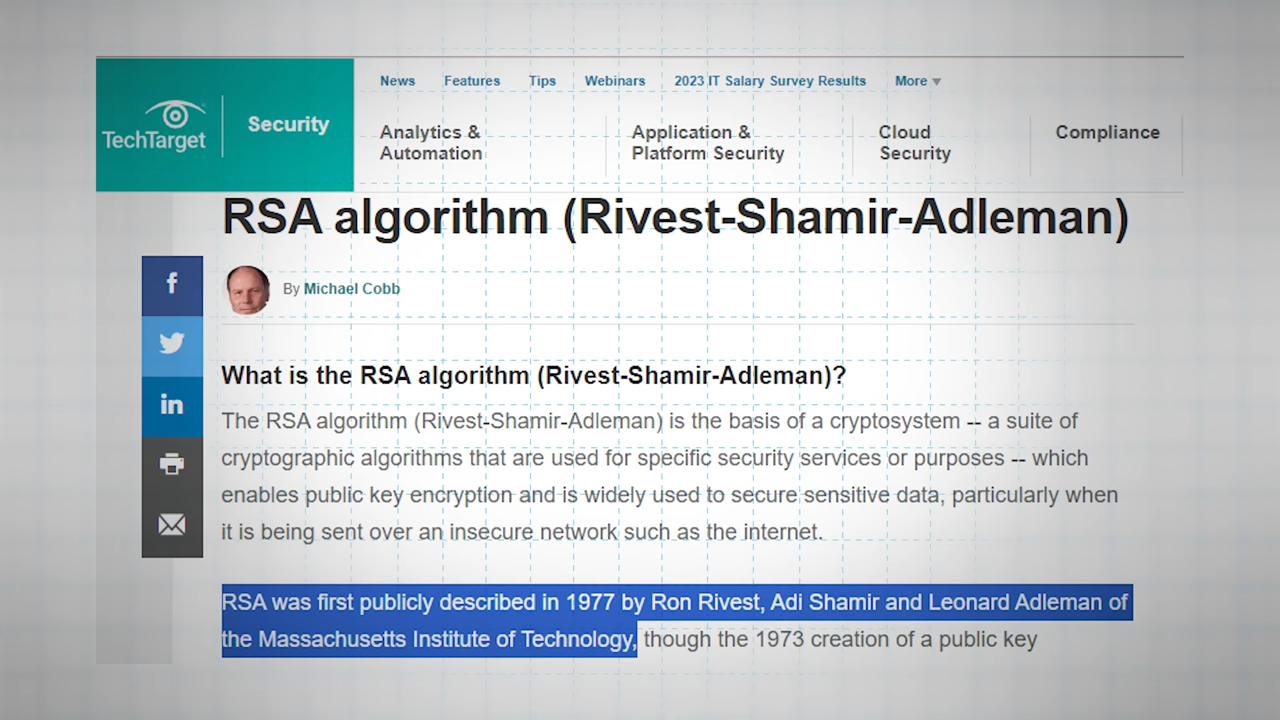 News Features Tips Webinars 2023 IT Salary Survey Results More
TechTarget Security
Analytics &
Automation
Application &
Platform Security
Cloud
Security
Compliance
RSA algorithm (Rivest-Shamir-Adleman)
By Michael Cobb
What is the RSA algorithm (Rivest-Shamir-Adleman)?
The RSA algorithm (Rivest-Shamir-Adleman) is the basis of a cryptosystem -- a suite of
cryptographic algorithms that are used for specific security services or purposes -- which
enables public key encryption and is widely used to secure sensitive data, particularly when
it is being sent over an insecure network such as the internet.
RSA was first publicly described in 1977 by Ron Rivest, Adi Shamir and Leonard Adleman of
the Massachusetts Institute of Technology, though the 1973 creation of a public key